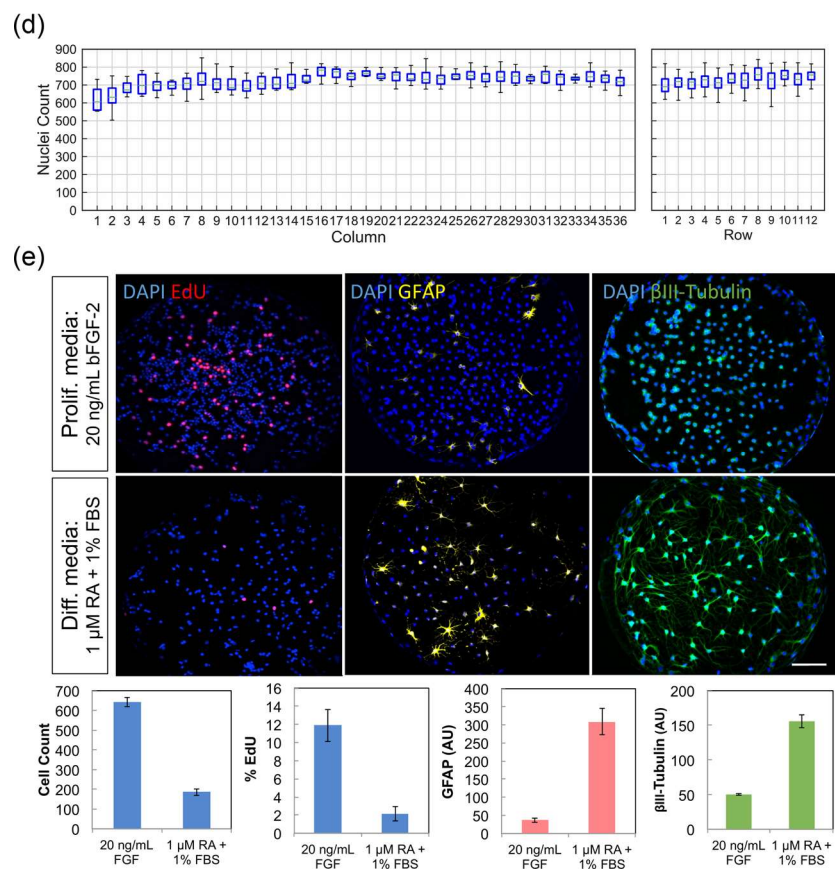 (d)
900
800
700
600
500
400
300
200
100
0
Nuclei Count
1 2 3 4 5 6 7 8 9 10 11 12 13 14 15 16 17 18 19 20 21 22 23 24 25 26 27 28 29 30 31 32 33 34 35 36
Column
1 2 3 4 5 6 7 8 9 10 11 12
Row
(e)
Prolif. media:
20 ng/mL bFGF-2
DAPI EdU
DAPI GFAP
DAPI βIII-Tubulin
Diff. media:
1 µM RA + 1% FBS
Cell Count
700
600
500
400
300
200
100
0
20 ng/mL
FGF
1 µM RA +
1% FBS
% EdU
16
14
12
10
8
6
4
2
0
20 ng/mL
FGF
1 µM RA +
1% FBS
GFAP (AU)
400
350
300
250
200
150
100
50
0
20 ng/mL
FGF
1 µM RA +
1% FBS
βIII-Tubulin (AU)
200
150
100
50
0
20 ng/mL
FGF
1 µM RA +
1% FBS